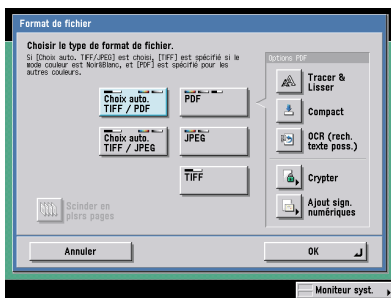 Format de fichier
Choisir le type de format de fichier.
Si [Choix auto. TIFF/JPEG] est choisi, [TIFF] est spécifié si le
mode couleur est Noir&Blanc, et [PDF] est spécifié pour les
autres couleurs.
Options PDF
Choix auto.
TIFF / PDF
PDF
Tracer &
Lisser
Compact
Choix auto.
TIFF / JPEG
JPEG
OCR (rech.
texte poss.)
TIFF
Crypter
Scinder en
plsrs pages
Ajout sign.
numériques
Annuler
OK
Moniteur syst.